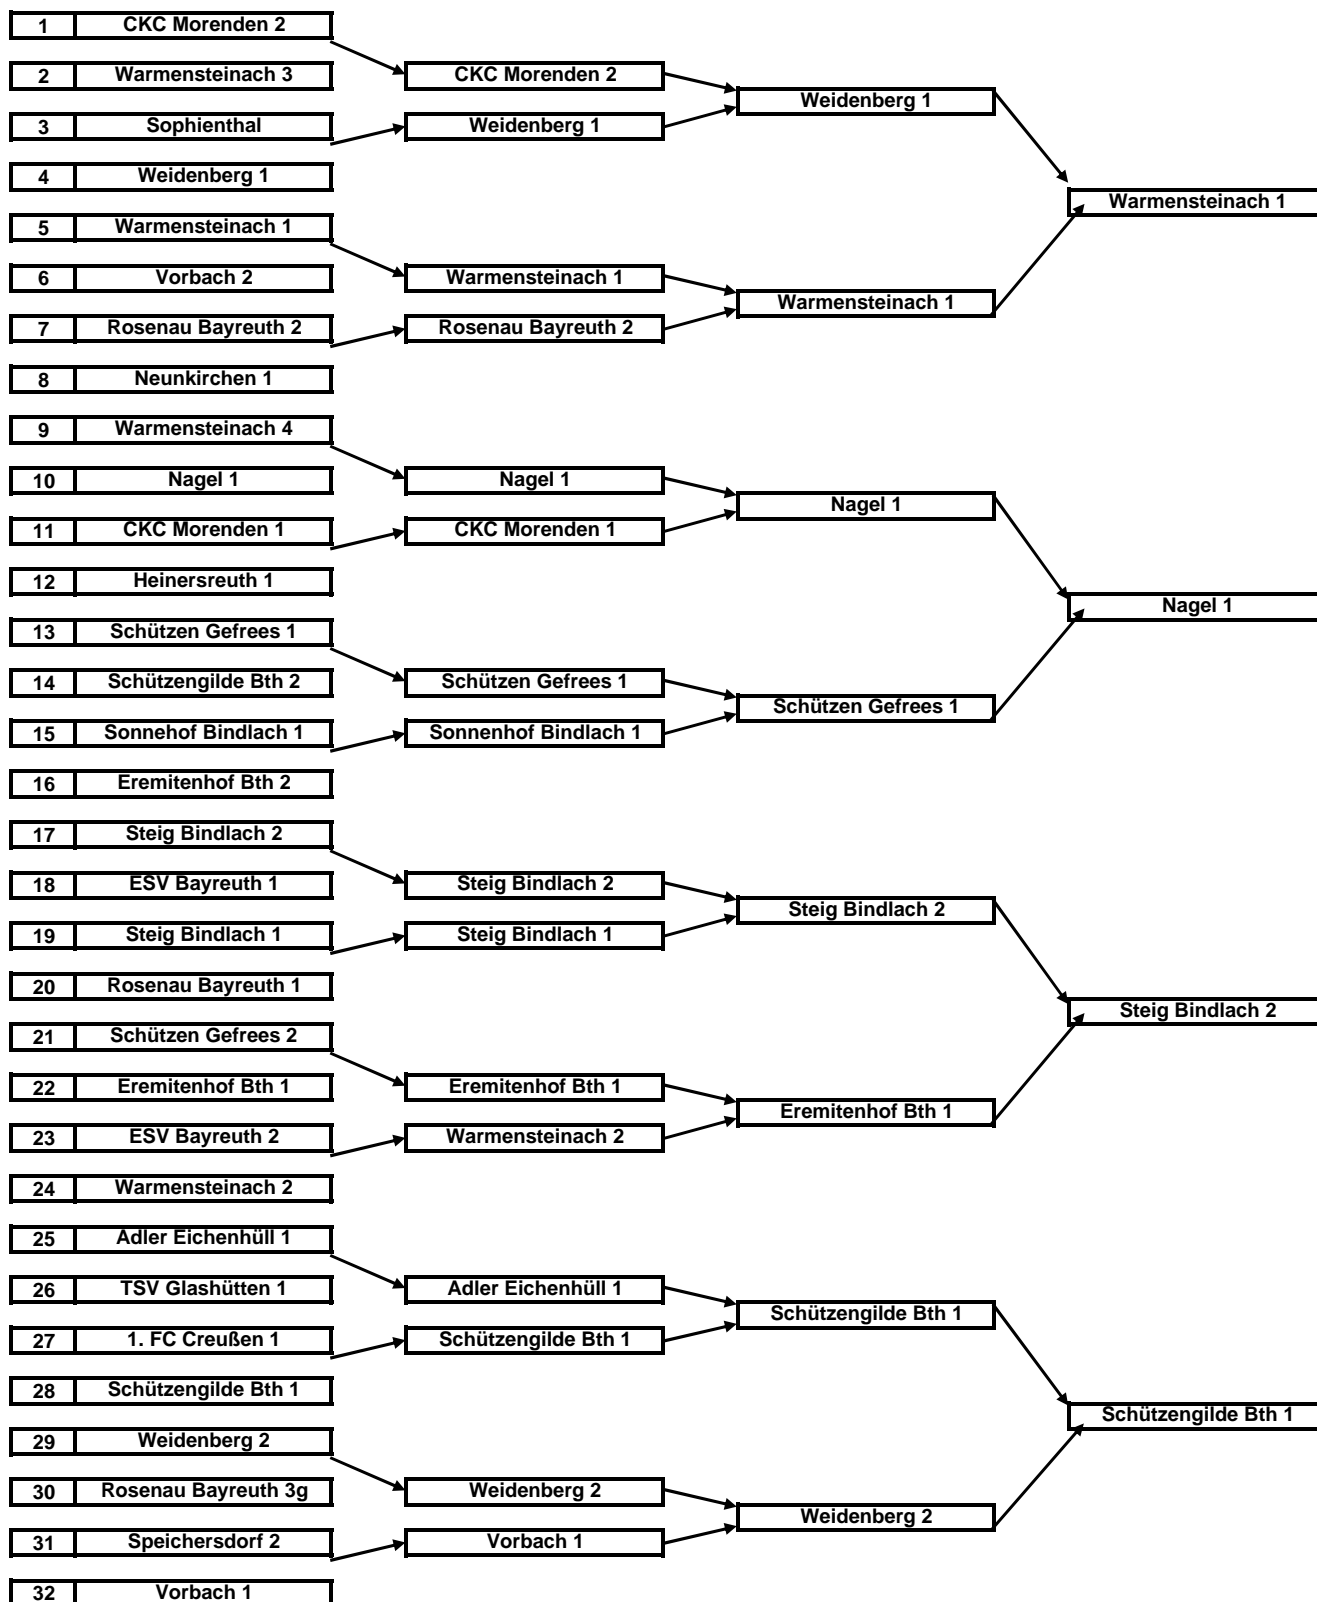 1 CKC Morenden 2
2 Warmensteinach 3 CKC Morenden 2
Weidenberg 1
3 Sophienthal Weidenberg 1
4 Weidenberg 1
Warmensteinach 1
5 Warmensteinach 1
6 Vorbach 2 Warmensteinach 1
Warmensteinach 1
7 Rosenau Bayreuth 2 Rosenau Bayreuth 2
8 Neunkirchen 1
9 Warmensteinach 4
10 Nagel 1 Nagel 1
Nagel 1
11 CKC Morenden 1 CKC Morenden 1
12 Heinersreuth 1
Nagel 1
13 Schützen Gefrees 1
14 Schützengilde Bth 2 Schützen Gefrees 1
Schützen Gefrees 1
15 Sonnehof Bindlach 1 Sonnenhof Bindlach 1
16 Eremitenhof Bth 2
17 Steig Bindlach 2
18 ESV Bayreuth 1 Steig Bindlach 2
Steig Bindlach 2
19 Steig Bindlach 1 Steig Bindlach 1
20 Rosenau Bayreuth 1
Steig Bindlach 2
21 Schützen Gefrees 2
22 Eremitenhof Bth 1 Eremitenhof Bth 1
Eremitenhof Bth 1
23 ESV Bayreuth 2 Warmensteinach 2
24 Warmensteinach 2
25 Adler Eichenhüll 1
26 TSV Glashütten 1 Adler Eichenhüll 1
Schützengilde Bth 1
27 1. FC Creußen 1 Schützengilde Bth 1
28 Schützengilde Bth 1
Schützengilde Bth 1
29 Weidenberg 2
30 Rosenau Bayreuth 3g Weidenberg 2
Weidenberg 2
31 Speichersdorf 2 Vorbach 1
32 Vorbach 1